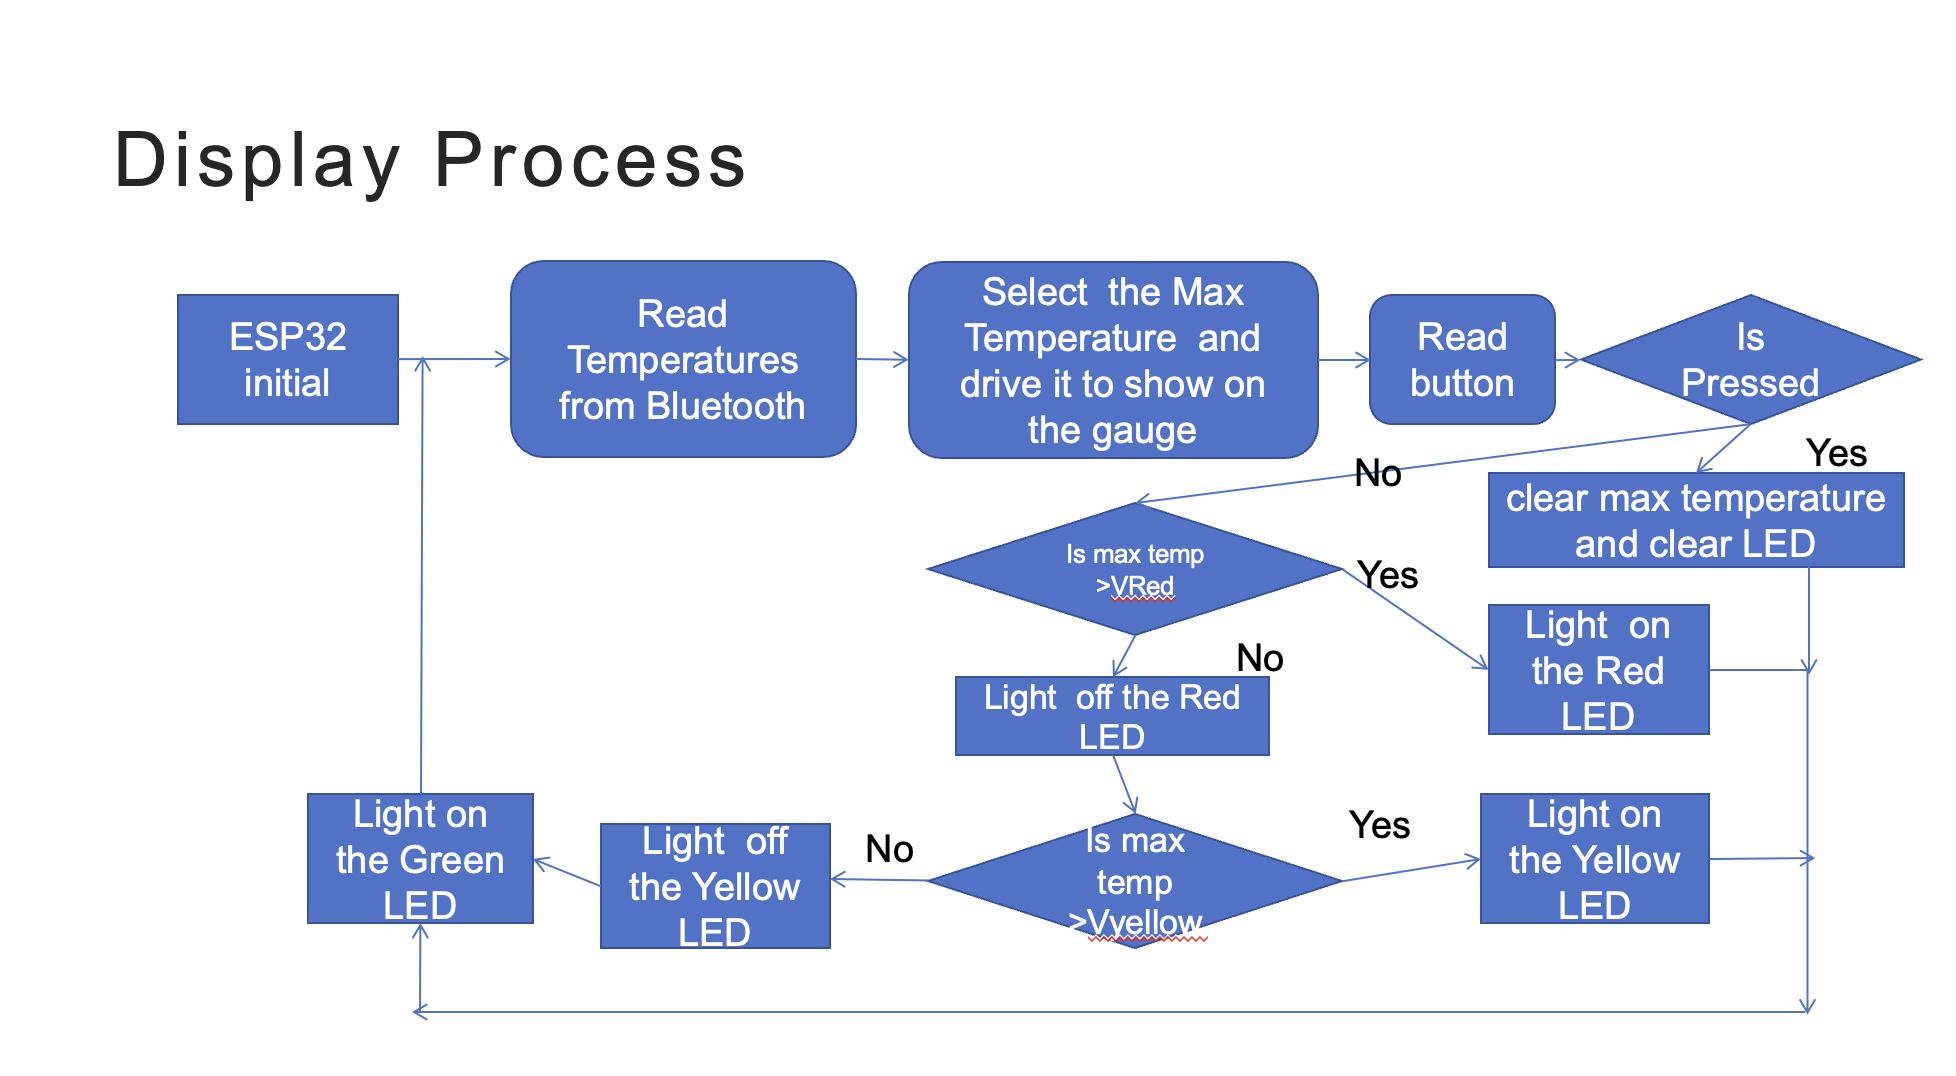 Display Process
ESP32
initial
Read
Temperatures
from Bluetooth
Select the Max
Temperature and
drive it to show on
the gauge
Read
button
Is
Pressed
No
Yes
clear max temperature
and clear LED
Is max temp
>VRed
Yes
Light on
the Red
LED
No
Light off the Red
LED
Is max
temp
>Vyellow
Yes
Light on
the Yellow
LED
No
Light off
the Yellow
LED
Light on
the Green
LED